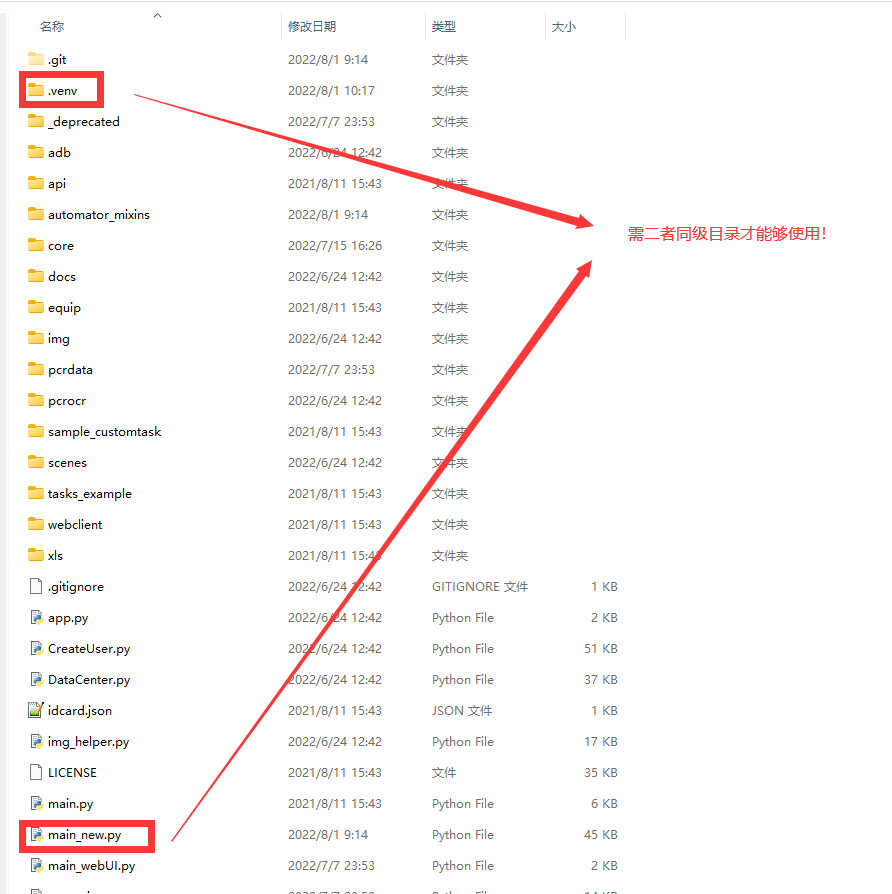 名称 修改日期 类型 大小
.git 2022/8/1 9:14 文件夹
.venv 2022/8/1 10:17 文件夹
_deprecated 2022/7/7 23:53 文件夹
adb 2022/6/24 12:42 文件夹
api 2021/8/11 15:43 文件夹
automator_mixins 2022/8/1 9:14 文件夹
需二者同级目录才能够使用!
core 2022/7/15 16:26 文件夹
docs 2022/6/24 12:42 文件夹
equip 2021/8/11 15:43 文件夹
img 2022/6/24 12:42 文件夹
pcrdata 2022/7/7 23:53 文件夹
pcrocr 2022/6/24 12:42 文件夹
sample_customtask 2021/8/11 15:43 文件夹
scenes 2022/6/24 12:42 文件夹
tasks_example 2021/8/11 15:43 文件夹
webclient 2021/8/11 15:43 文件夹
xls 2021/8/11 15:43 文件夹
.gitignore 2022/6/24 12:42 GITIGNORE 文件 1 KB
app.py 2022/6/24 12:42 Python File 2 KB
CreateUser.py 2022/6/24 12:42 Python File 51 KB
DataCenter.py 2022/6/24 12:42 Python File 37 KB
idcard.json 2021/8/11 15:43 JSON 文件 1 KB
img_helper.py 2022/6/24 12:42 Python File 17 KB
LICENSE 2021/8/11 15:43 文件 35 KB
main.py 2021/8/11 15:43 Python File 6 KB
main_new.py 2022/8/1 9:14 Python File 45 KB
main_webUI.py 2022/7/7 23:53 Python File 2 KB